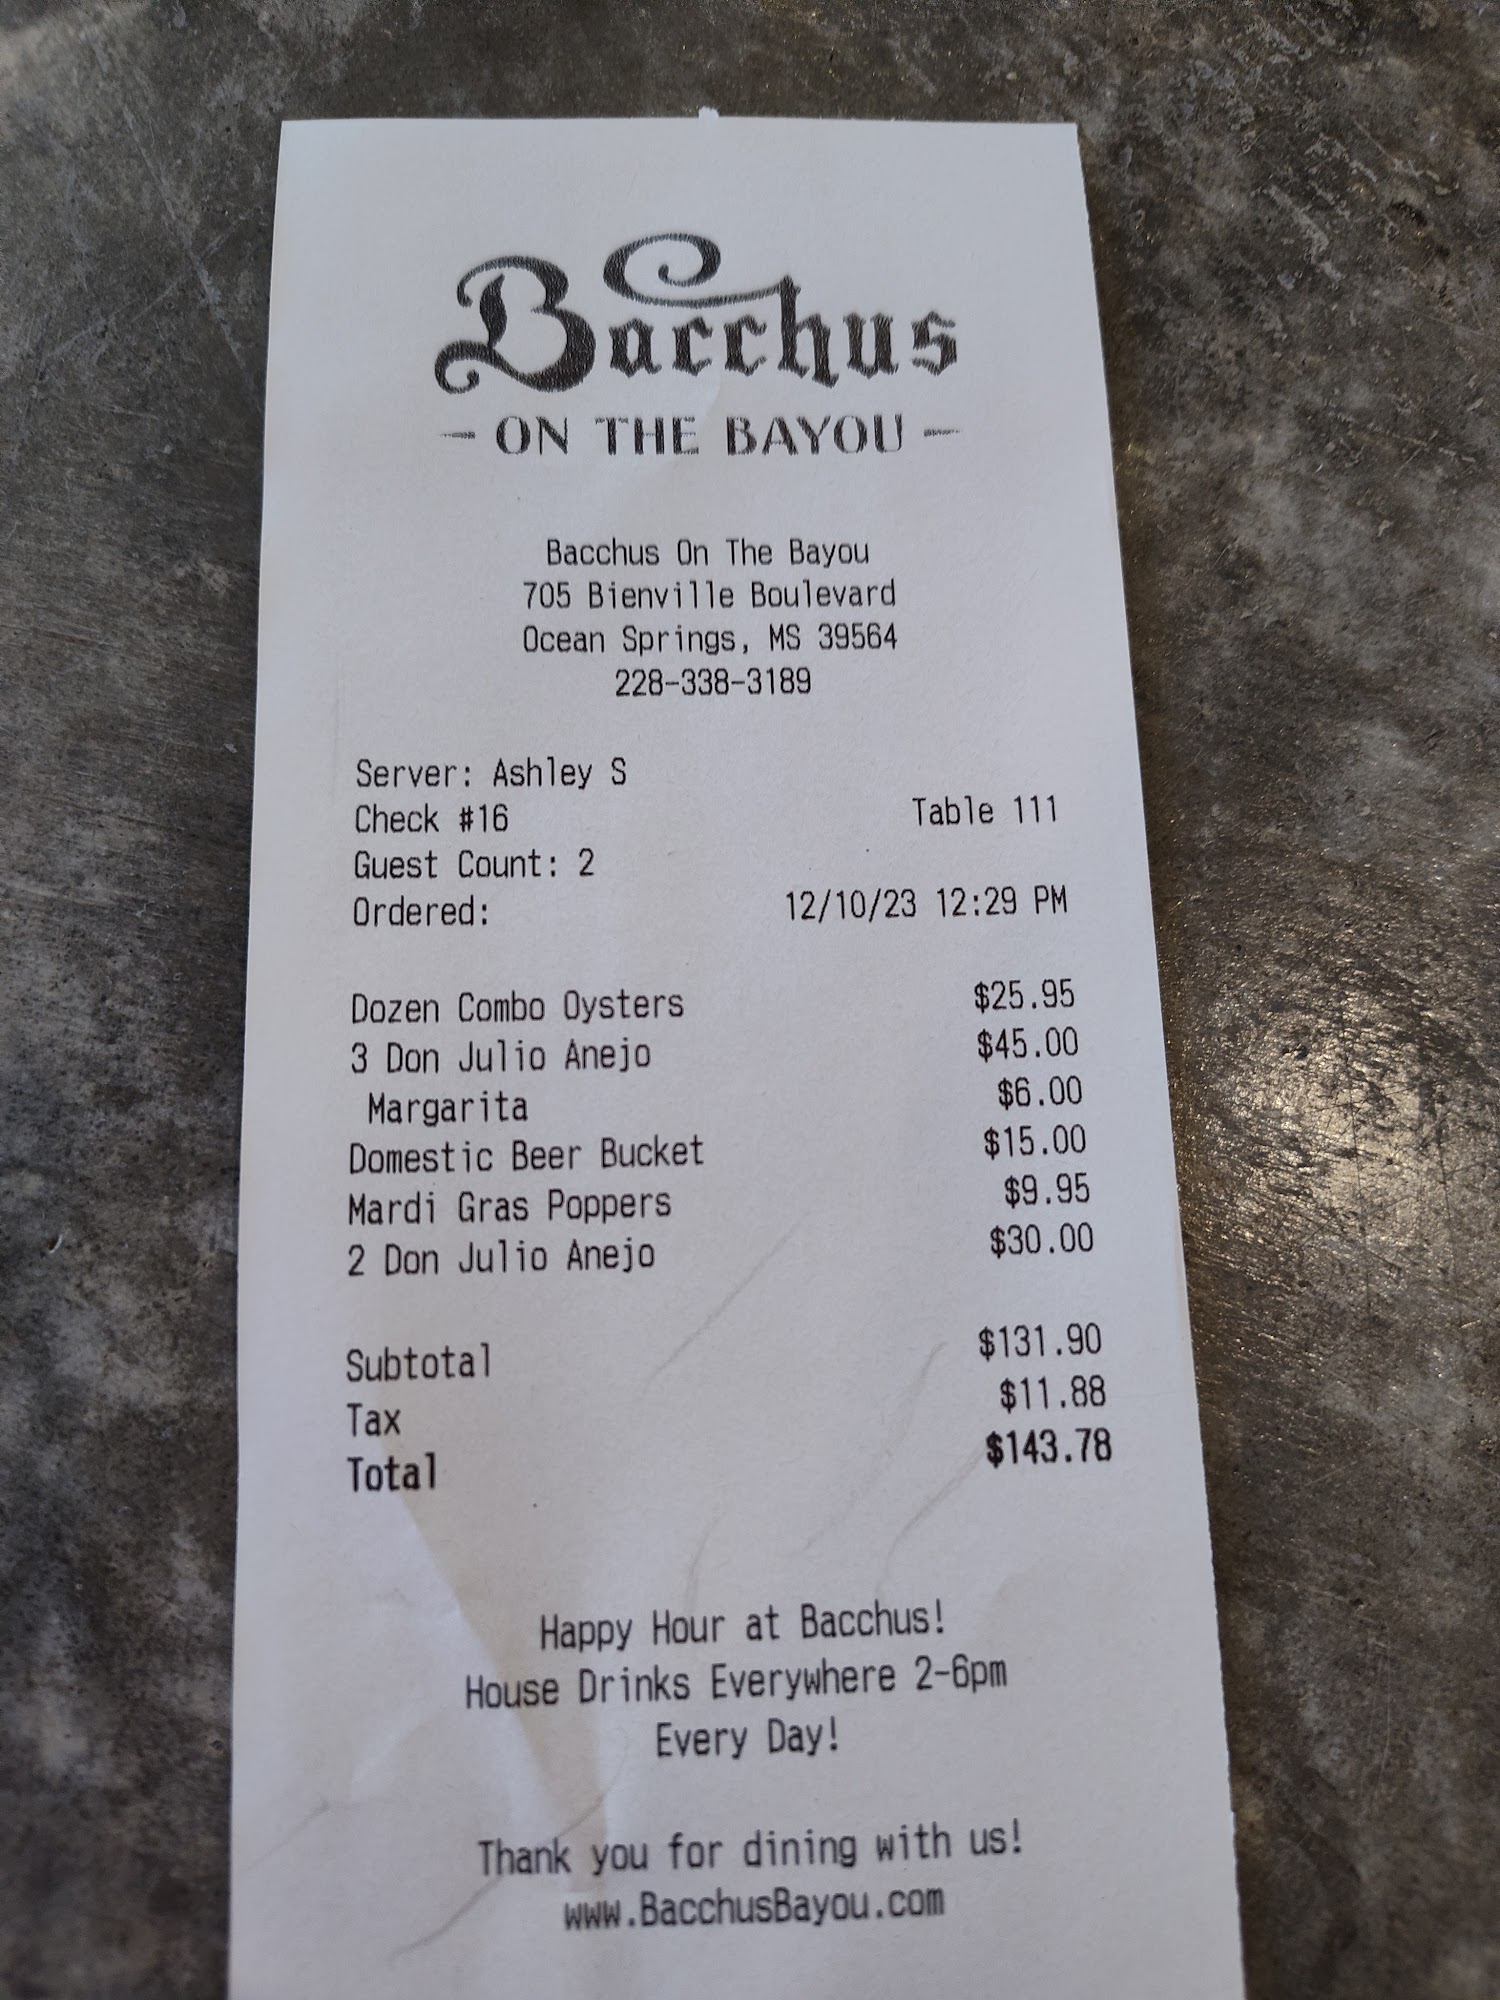 Bacchus
- ON THE BAYOU -
Bacchus On The Bayou
705 Bienville Boulevard
Ocean Springs, MS 39564
228-338-3189
Server: Ashley S
Check #16 Table 111
Guest Count: 2
Ordered: 12/10/23 12:29 PM
Dozen Combo Oysters $25.95
3 Don Julio Anejo $45.00
Margarita $6.00
Domestic Beer Bucket $15.00
Mardi Gras Poppers $9.95
2 Don Julio Anejo $30.00
Subtotal $131.90
Tax $11.88
Total $143.78
Happy Hour at Bacchus!
House Drinks Everywhere 2-6pm
Every Day!
Thank you for dining with us!
www.BacchusBayou.com